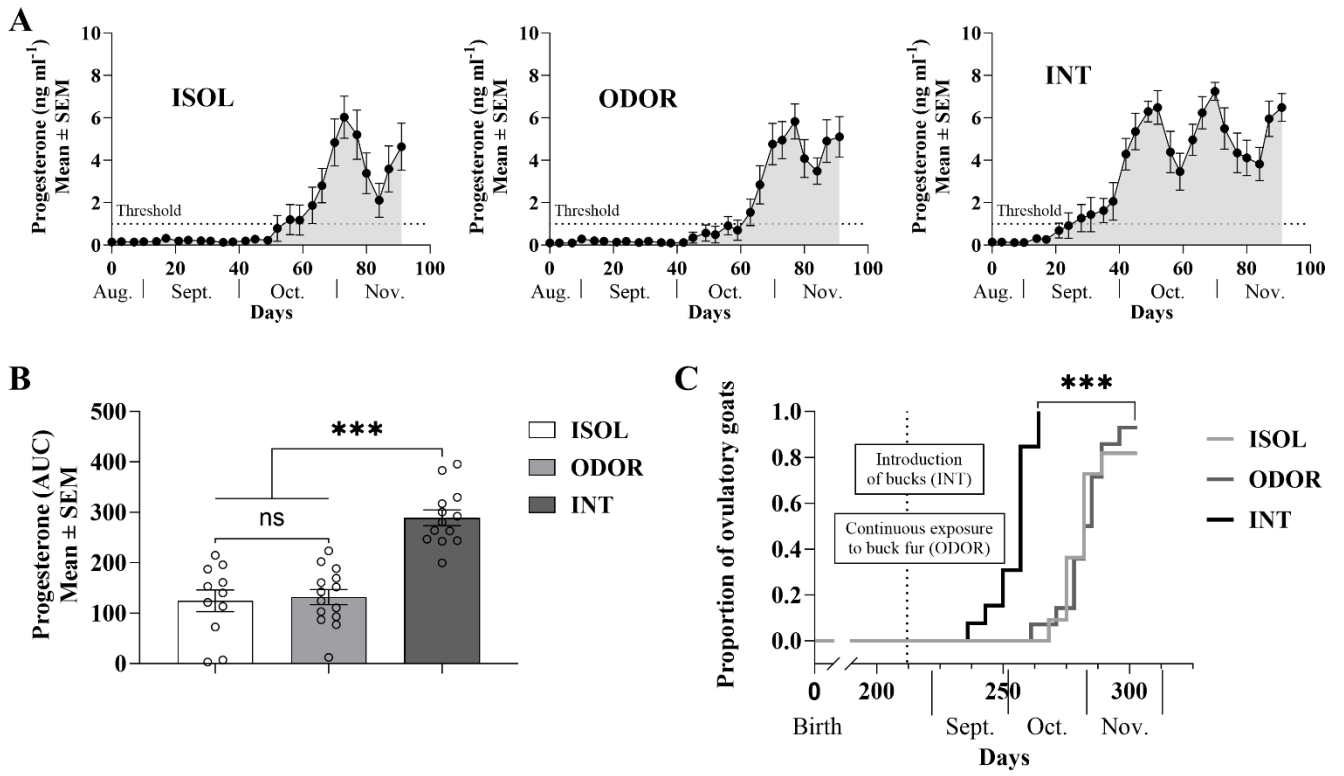 A
Progesterone (ng ml-1)
Mean ± SEM
10
8
6
4
2
0
ISOL
Threshold
0 20 40 60 80 100
Aug. | Sept. | Oct. | Nov.
Days
Progesterone (ng ml-1)
Mean ± SEM
10
8
6
4
2
0
ODOR
Threshold
0 20 40 60 80 100
Aug. | Sept. | Oct. | Nov.
Days
Progesterone (ng ml-1)
Mean ± SEM
10
8
6
4
2
0
INT
Threshold
0 20 40 60 80 100
Aug. | Sept. | Oct. | Nov.
Days
B
Progesterone (AUC)
Mean ± SEM
500
400
300
200
100
0
***
ns
ISOL
ODOR
INT
C
Proportion of ovulatory goats
1.0
0.8
0.6
0.4
0.2
0.0
***
Introduction
of bucks (INT)
Continuous exposure
to buck fur (ODOR)
ISOL
ODOR
INT
0 200 250 300
Birth | Sept. | Oct. | Nov. |
Days